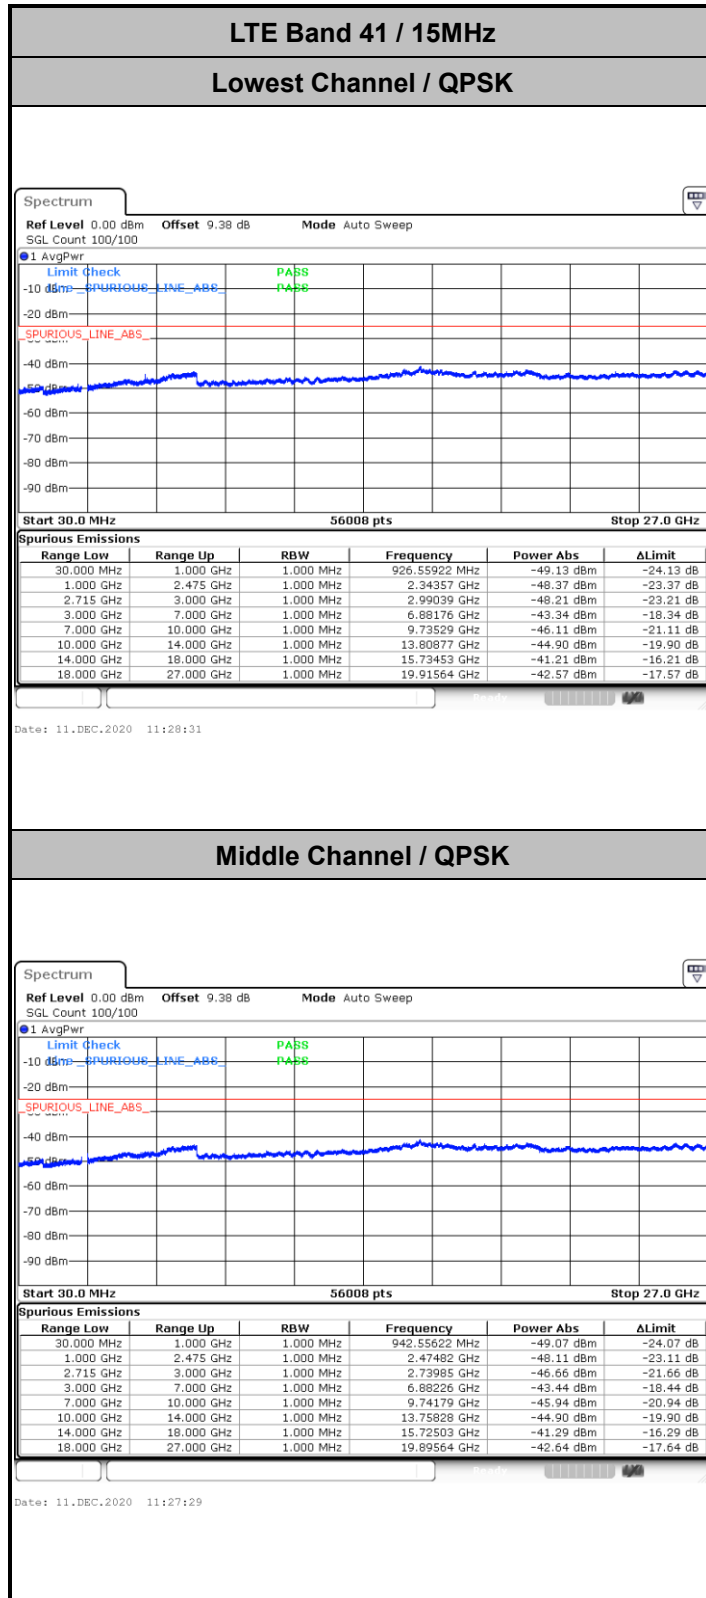 LTE Band 41 / 15MHz
Lowest Channel / QPSK
Spectrum
Ref Level 0.00 dBm Offset 9.38 dB Mode Auto Sweep
SGL Count 100/100
1 AvgPwr
Limit Check PASS
-10 dBm Line _SPURIOUS_LINE_ABS_ PASS
-20 dBm
_SPURIOUS_LINE_ABS_
-40 dBm
-50 dBm
-60 dBm
-70 dBm
-80 dBm
-90 dBm
Start 30.0 MHz 56008 pts Stop 27.0 GHz
Spurious Emissions
Range Low Range Up RBW Frequency Power Abs ΔLimit
30.000 MHz 1.000 GHz 1.000 MHz 926.55922 MHz -49.13 dBm -24.13 dB
1.000 GHz 2.475 GHz 1.000 MHz 2.34357 GHz -48.37 dBm -23.37 dB
2.715 GHz 3.000 GHz 1.000 MHz 2.99039 GHz -48.21 dBm -23.21 dB
3.000 GHz 7.000 GHz 1.000 MHz 6.88176 GHz -43.34 dBm -18.34 dB
7.000 GHz 10.000 GHz 1.000 MHz 9.73529 GHz -46.11 dBm -21.11 dB
10.000 GHz 14.000 GHz 1.000 MHz 13.80877 GHz -44.90 dBm -19.90 dB
14.000 GHz 18.000 GHz 1.000 MHz 15.73453 GHz -41.21 dBm -16.21 dB
18.000 GHz 27.000 GHz 1.000 MHz 19.91564 GHz -42.57 dBm -17.57 dB
Ready
Date: 11.DEC.2020 11:28:31
Middle Channel / QPSK
Spectrum
Ref Level 0.00 dBm Offset 9.38 dB Mode Auto Sweep
SGL Count 100/100
1 AvgPwr
Limit Check PASS
-10 dBm Line _SPURIOUS_LINE_ABS_ PASS
-20 dBm
_SPURIOUS_LINE_ABS_
-40 dBm
-50 dBm
-60 dBm
-70 dBm
-80 dBm
-90 dBm
Start 30.0 MHz 56008 pts Stop 27.0 GHz
Spurious Emissions
Range Low Range Up RBW Frequency Power Abs ΔLimit
30.000 MHz 1.000 GHz 1.000 MHz 942.55622 MHz -49.07 dBm -24.07 dB
1.000 GHz 2.475 GHz 1.000 MHz 2.47482 GHz -48.11 dBm -23.11 dB
2.715 GHz 3.000 GHz 1.000 MHz 2.73985 GHz -46.66 dBm -21.66 dB
3.000 GHz 7.000 GHz 1.000 MHz 6.88226 GHz -43.44 dBm -18.44 dB
7.000 GHz 10.000 GHz 1.000 MHz 9.74179 GHz -45.94 dBm -20.94 dB
10.000 GHz 14.000 GHz 1.000 MHz 13.75828 GHz -44.90 dBm -19.90 dB
14.000 GHz 18.000 GHz 1.000 MHz 15.72503 GHz -41.29 dBm -16.29 dB
18.000 GHz 27.000 GHz 1.000 MHz 19.89564 GHz -42.64 dBm -17.64 dB
Ready
Date: 11.DEC.2020 11:27:29